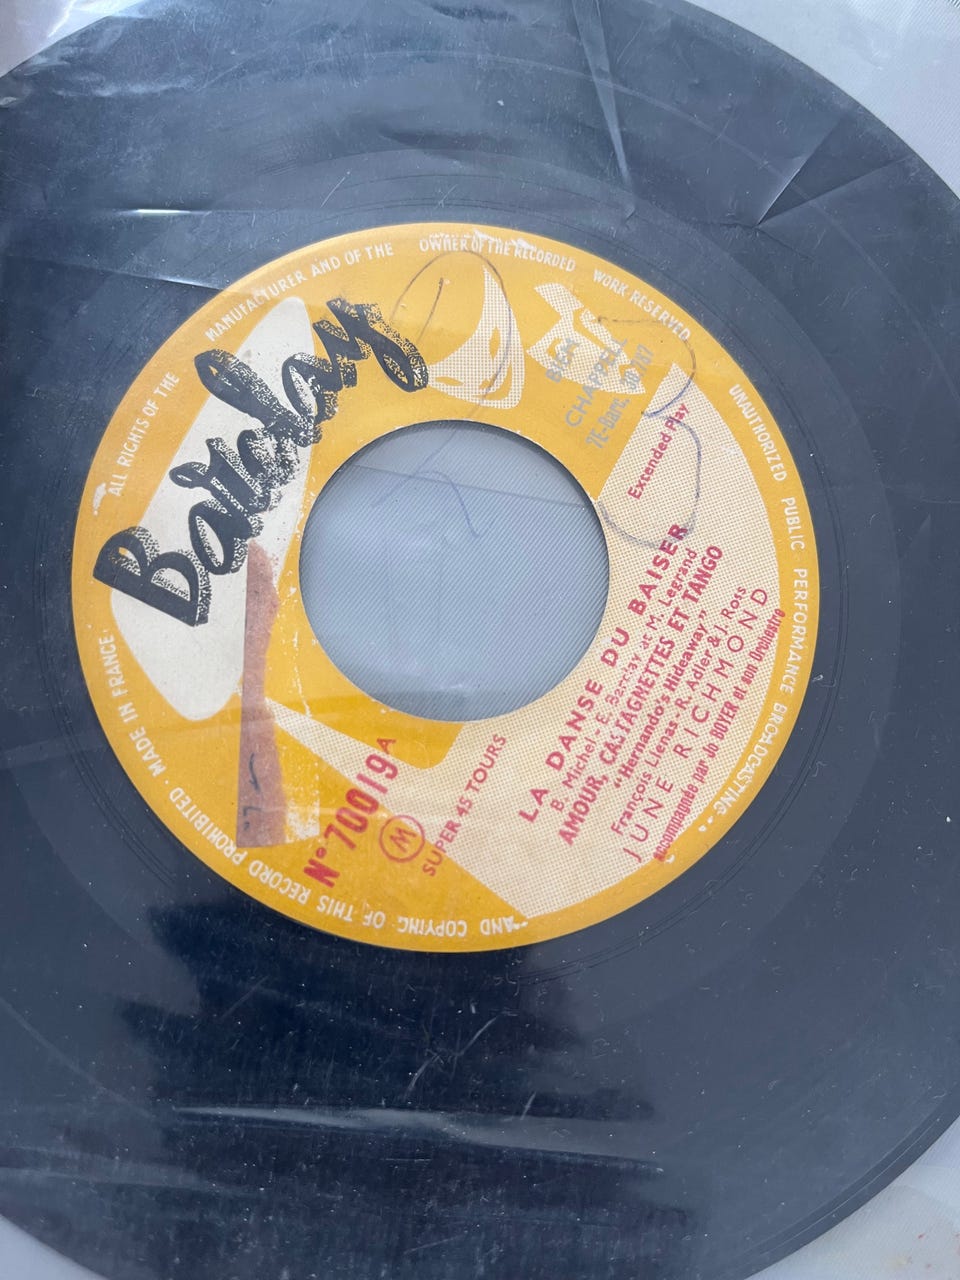 Barclay
ALL RIGHTS OF THE MANUFACTURER AND OF THE OWNER OF THE RECORDED WORK RESERVED
UNAUTHORIZED PUBLIC PERFORMANCE BROADCASTING
AND COPYING OF THIS RECORD PROHIBITED · MADE IN FRANCE
CHAPPELL
Extended Play
LA DANSE DU BAISER
B. Michel - E. Barclay et M. Legrand
AMOUR, CASTAGNETTES ET TANGO
"Hernando's Hideaway"
François Llenas - R. Adler & J. Ross
JUNE RICHMOND
accompagnée par Jo BOYER et son Orchestre
N° 70019 A
M
SUPER 45 TOURS